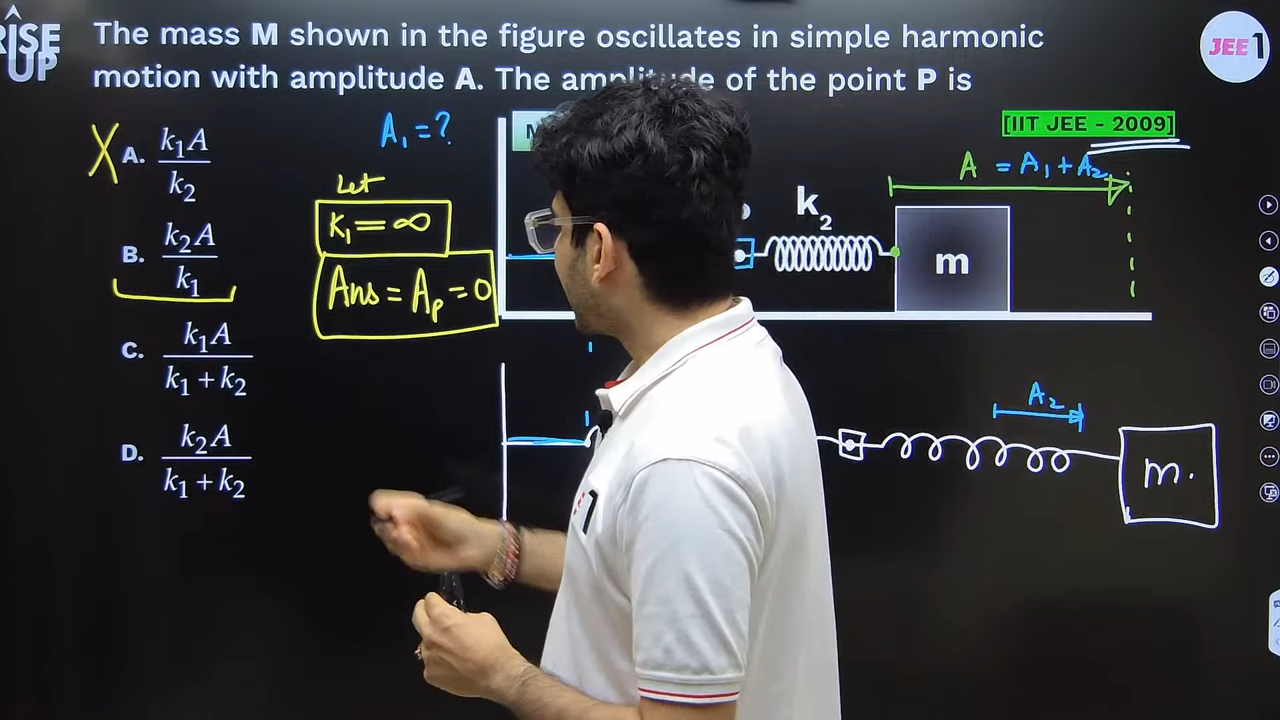 RISE
UP
The mass M shown in the figure oscillates in simple harmonic
motion with amplitude A. The amplitude of the point P is
JEE 1
[IIT JEE - 2009]
A₁ = ?
A = A₁ + A₂
X A. k₁A / k₂
Let
k₁ = ∞
k₂
B. k₂A / k₁
Ans = Aₚ = 0
m
C. k₁A / (k₁ + k₂)
A₂
D. k₂A / (k₁ + k₂)
m.